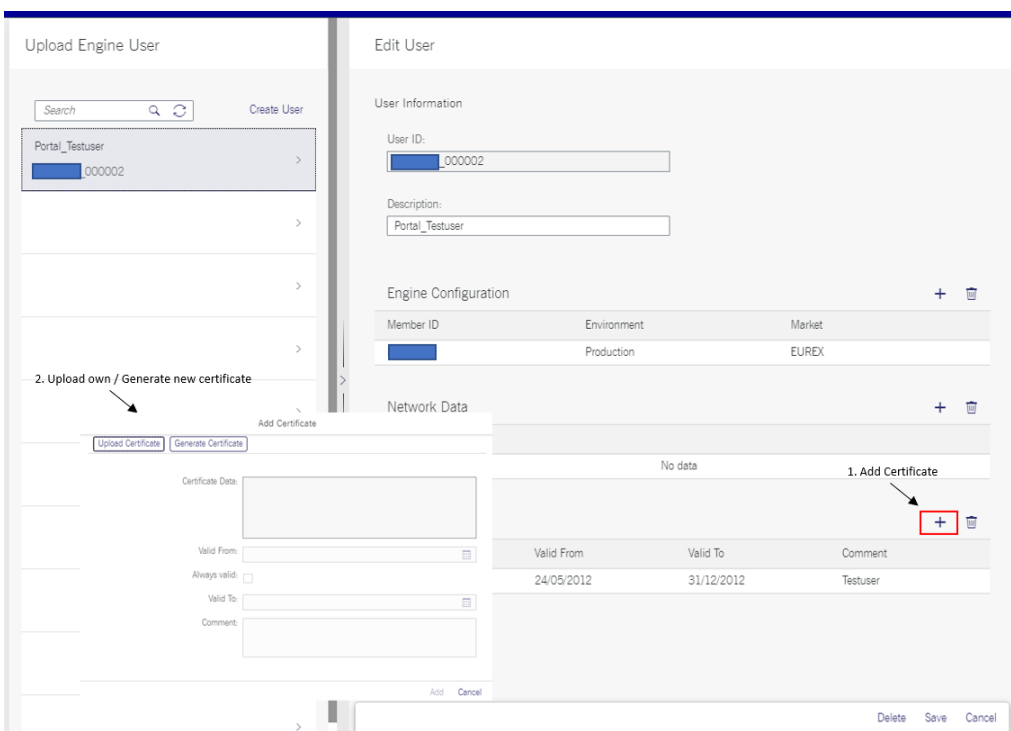 Upload Engine User
Search
Create User
Portal_Testuser
_000002
Edit User
User Information
User ID:
_000002
Description:
Portal_Testuser
Engine Configuration
Member ID Environment Market
Production EUREX
Network Data
No data
1. Add Certificate
Valid From Valid To Comment
24/05/2012 31/12/2012 Testuser
2. Upload own / Generate new certificate
Add Certificate
Upload Certificate Generate Certificate
Certificate Data:
Valid From:
Always valid:
Valid To:
Comment:
Add Cancel
Delete Save Cancel